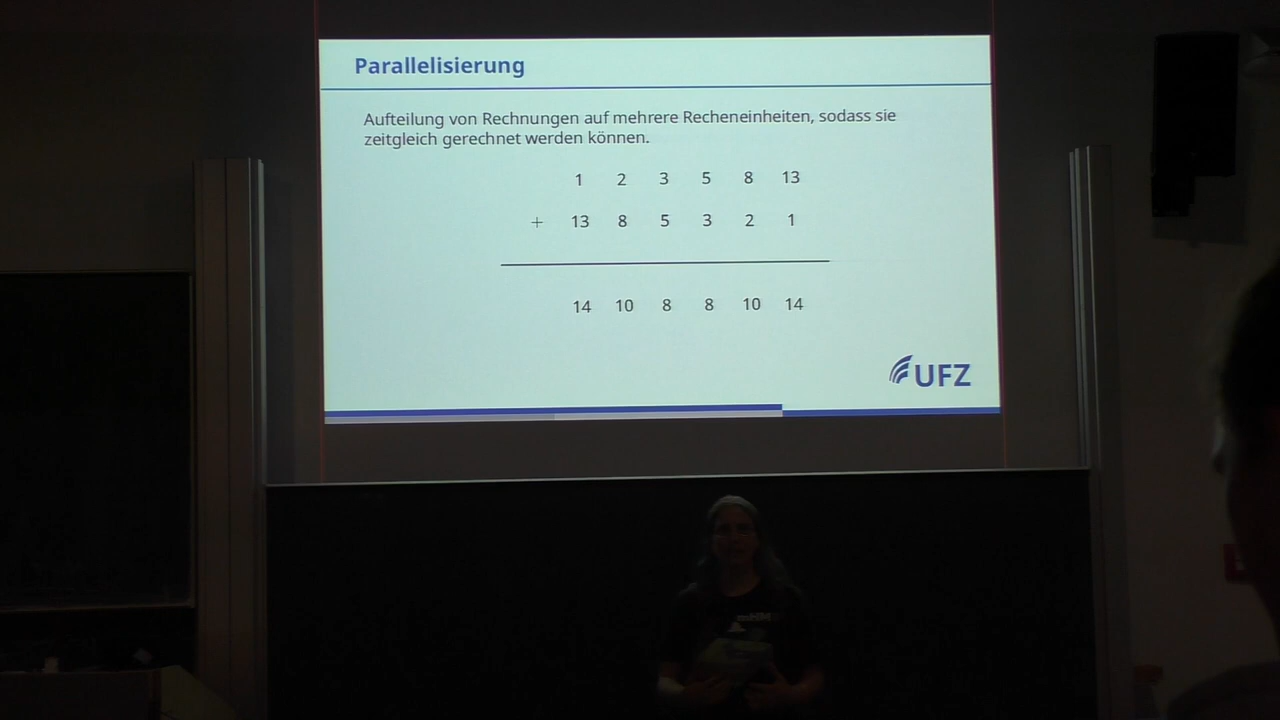 Parallelisierung
Aufteilung von Rechnungen auf mehrere Recheneinheiten, sodass sie
zeitgleich gerechnet werden können.
1 2 3 5 8 13
+ 13 8 5 3 2 1
14 10 8 8 10 14
UFZ